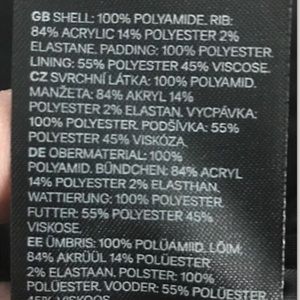 GB SHELL: 100% POLYAMIDE. RIB:
84% ACRYLIC 14% POLYESTER 2%
ELASTANE. PADDING: 100% POLYESTER.
LINING: 55% POLYESTER 45% VISCOSE.
CZ SVRCHNÍ LÁTKA: 100% POLYAMID.
MANŽETA: 84% AKRYL 14%
POLYESTER 2% ELASTAN. VYCPÁVKA:
100% POLYESTER. PODŠÍVKA: 55%
POLYESTER 45% VISKÓZA.
DE OBERMATERIAL: 100%
POLYAMID. BÜNDCHEN: 84% ACRYL
14% POLYESTER 2% ELASTHAN.
WATTIERUNG: 100% POLYESTER.
FUTTER: 55% POLYESTER 45%
VISKOSE.
EE ÜMBRIS: 100% POLÜAMIID. LÕIM:
84% AKRÜÜL 14% POLÜESTER
2% ELASTAAN. POLSTER: 100%
POLÜESTER. VOODER: 55% POLÜESTER
45% VISKOOS.